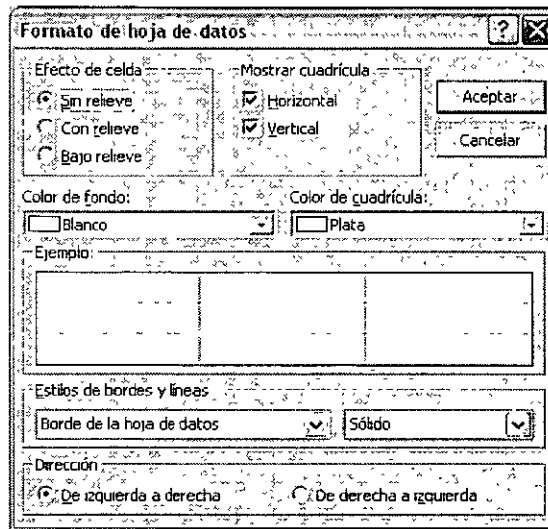 Formato de hoja de datos ?
Efecto de celda
Sin relieve
Con relieve
Bajo relieve
Mostrar cuadrícula
Horizontal
Vertical
Aceptar
Cancelar
Color de fondo:
Blanco
Color de cuadrícula:
Plata
Ejemplo:
Estilos de bordes y líneas
Borde de la hoja de datos
Sólido
Dirección
De izquierda a derecha
De derecha a izquierda